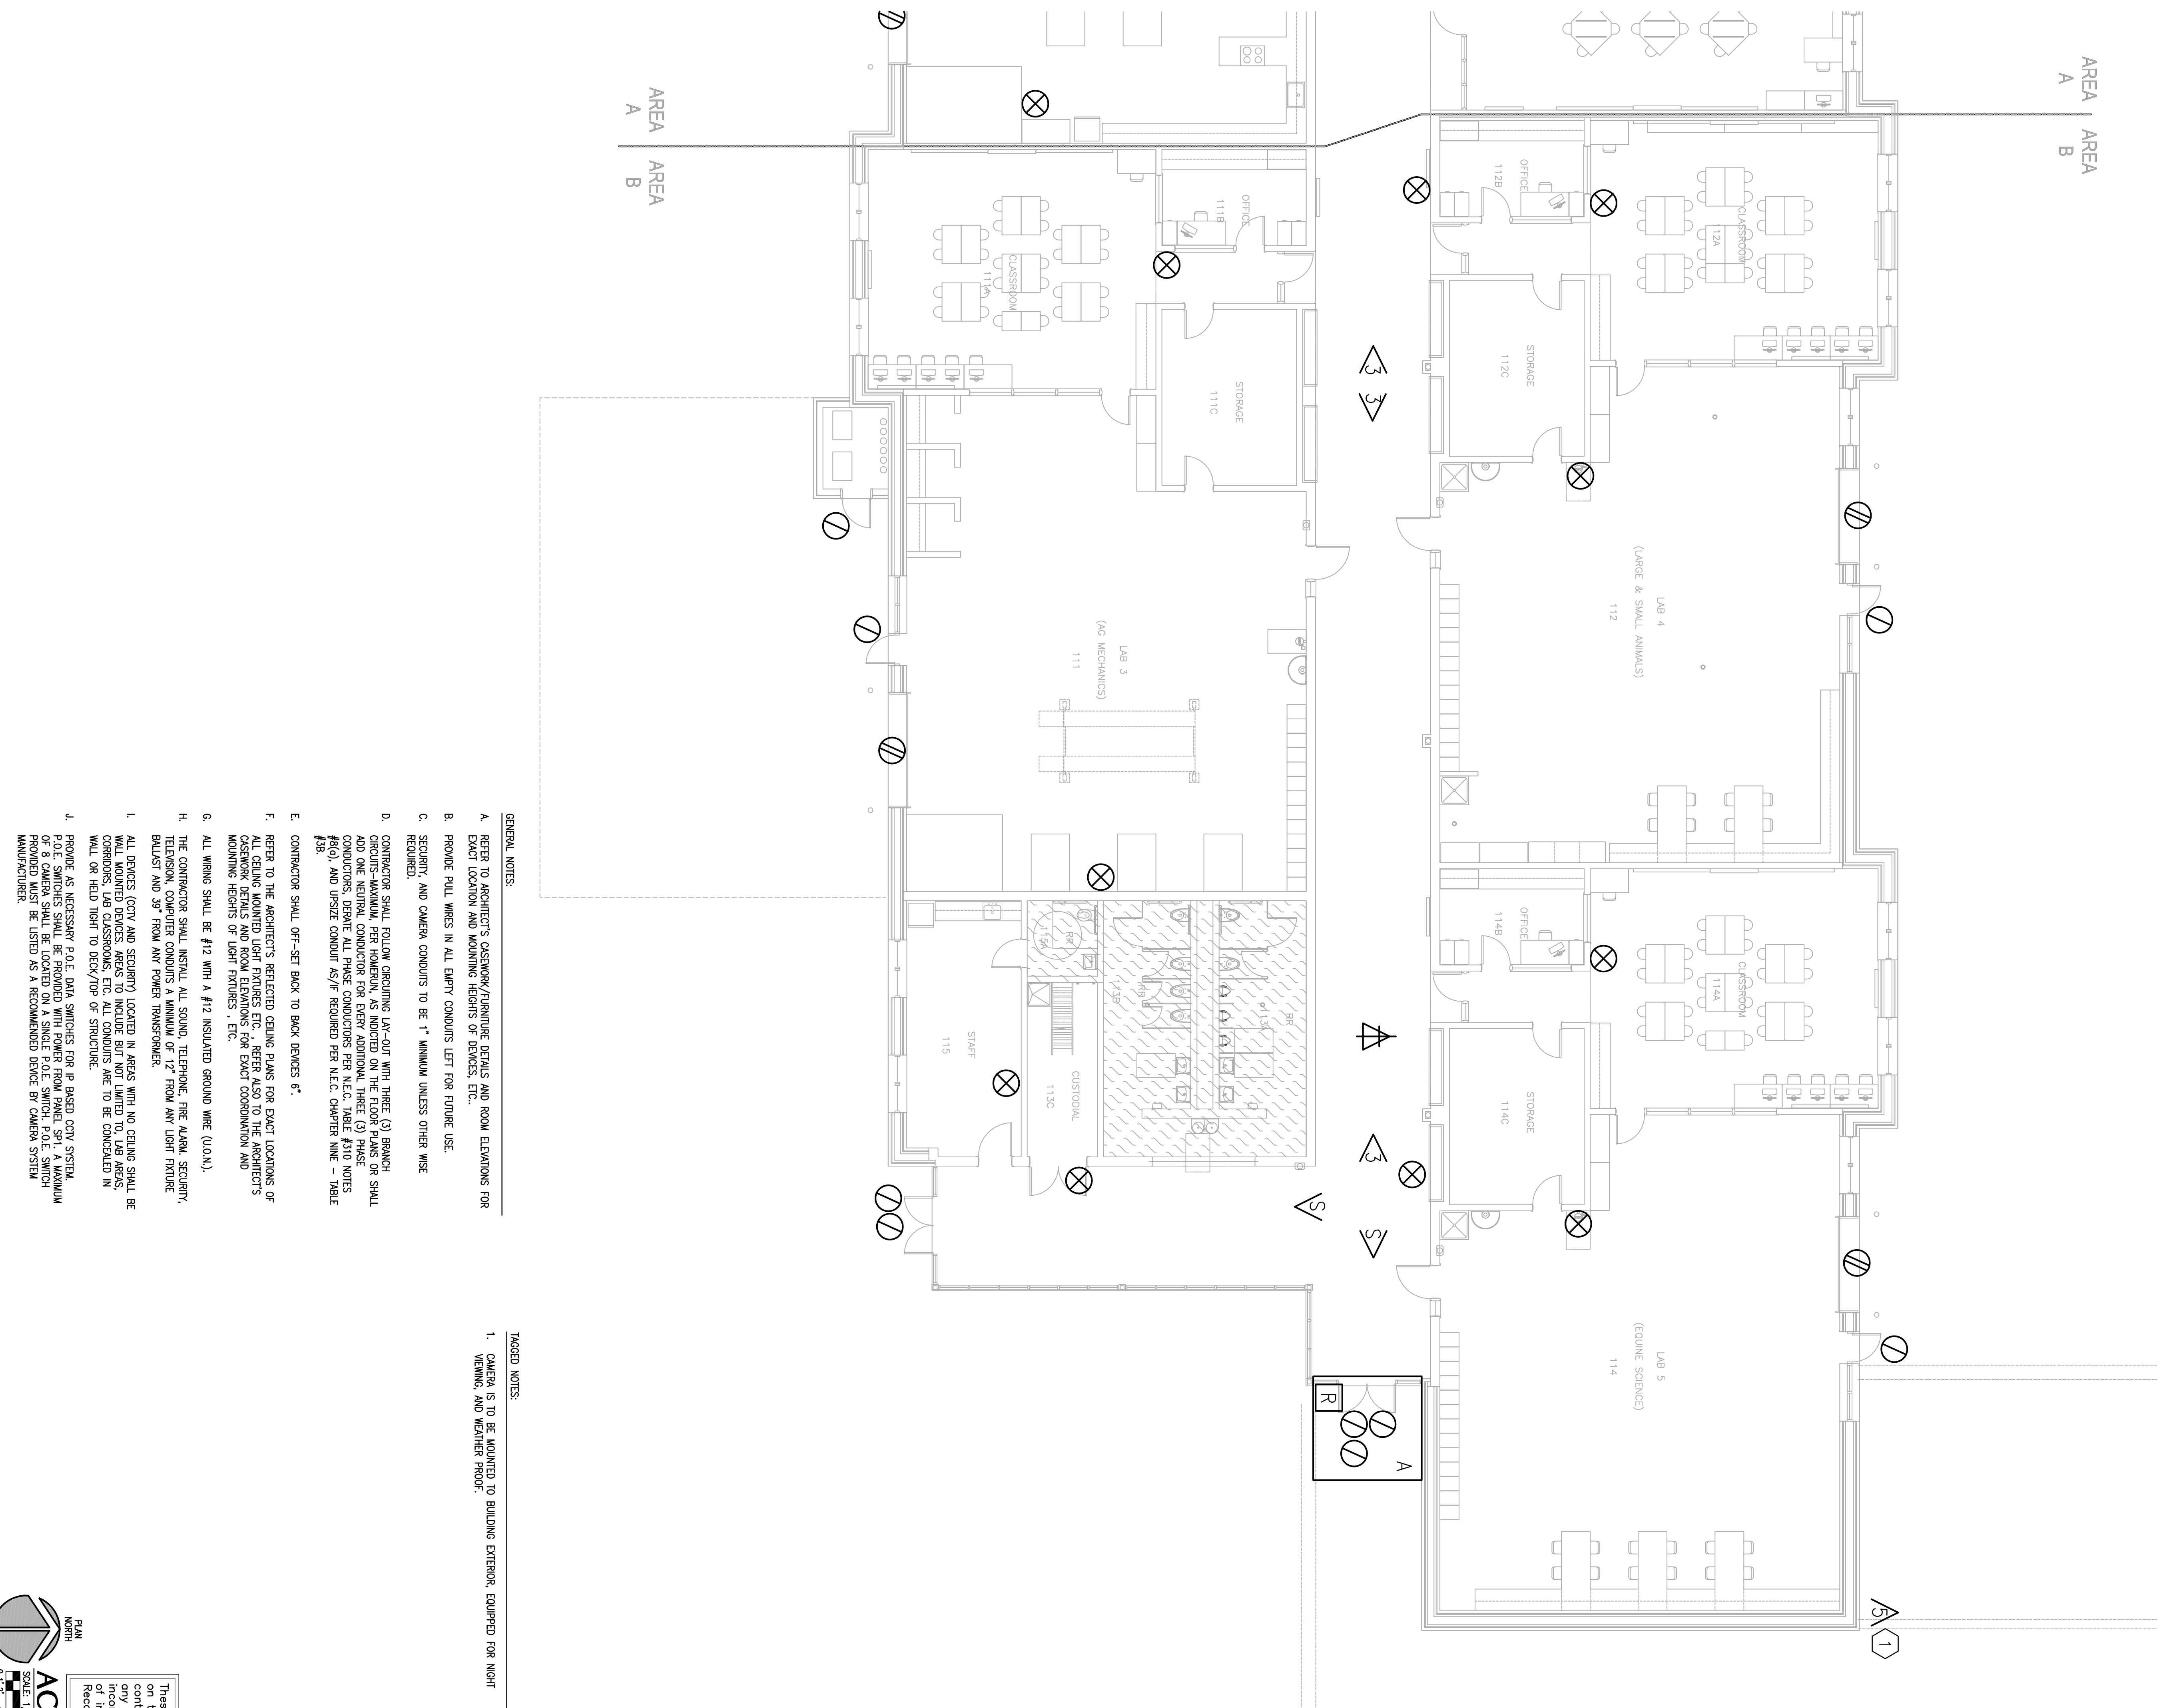 AREA
A
AREA
B
AREA
A
AREA
B
OFFICE
112B
CLASSROOM
112A
OFFICE
111B
CLASSROOM
111A
STORAGE
112C
STORAGE
111C
3
3
LAB 4
(LARGE & SMALL ANIMALS)
112
LAB 3
(AG MECHANICS)
111
OFFICE
114B
CLASSROOM
114A
RR
115A
RR
113B
RR
113A
STAFF
115
CUSTODIAL
113C
STORAGE
114C
3
S
S
LAB 5
(EQUINE SCIENCE)
114
R
A
5
1
GENERAL NOTES:
A. REFER TO ARCHITECT'S CASEWORK/FURNITURE DETAILS AND ROOM ELEVATIONS FOR
EXACT LOCATION AND MOUNTING HEIGHTS OF DEVICES, ETC..
B. PROVIDE PULL WIRES IN ALL EMPTY CONDUITS LEFT FOR FUTURE USE.
C. SECURITY, AND CAMERA CONDUITS TO BE 1" MINIMUM UNLESS OTHER WISE
REQUIRED.
D. CONTRACTOR SHALL FOLLOW CIRCUITING LAY-OUT WITH THREE (3) BRANCH
CIRCUITS-MAXIMUM, PER HOMERUN, AS INDICTED ON THE FLOOR PLANS OR SHALL
ADD ONE NEUTRAL CONDUCTOR FOR EVERY ADDITIONAL THREE (3) PHASE
CONDUCTORS, DERATE ALL PHASE CONDUCTORS PER N.E.C. TABLE #310 NOTES
#8(a), AND UPSIZE CONDUIT AS/IF REQUIRED PER N.E.C. CHAPTER NINE - TABLE
#3B.
E. CONTRACTOR SHALL OFF-SET BACK TO BACK DEVICES 6".
F. REFER TO THE ARCHITECT'S REFLECTED CEILING PLANS FOR EXACT LOCATIONS OF
ALL CEILING MOUNTED LIGHT FIXTURES ETC. , REFER ALSO TO THE ARCHITECT'S
CASEWORK DETAILS AND ROOM ELEVATIONS FOR EXACT COORDINATION AND
MOUNTING HEIGHTS OF LIGHT FIXTURES , ETC.
G. ALL WIRING SHALL BE #12 WITH A #12 INSULATED GROUND WIRE (U.O.N.).
H. THE CONTRACTOR SHALL INSTALL ALL SOUND, TELEPHONE, FIRE ALARM, SECURITY,
TELEVISION, COMPUTER CONDUITS A MINIMUM OF 12" FROM ANY LIGHT FIXTURE
BALLAST AND 39" FROM ANY POWER TRANSFORMER.
I. ALL DEVICES (CCTV AND SECURITY) LOCATED IN AREAS WITH NO CEILING SHALL BE
WALL MOUNTED DEVICES. AREAS TO INCLUDE BUT NOT LIMITED TO, LAB AREAS,
CORRIDORS, LAB CLASSROOMS, ETC. ALL CONDUITS ARE TO BE CONCEALED IN
WALL OR HELD TIGHT TO DECK/TOP OF STRUCTURE.
J. PROVIDE AS NECESSARY P.O.E. DATA SWITCHES FOR IP BASED CCTV SYSTEM.
P.O.E. SWITCHES SHALL BE PROVIDED WITH POWER FROM PANEL SP1. A MAXIMUM
OF 8 CAMERA SHALL BE LOCATED ON A SINGLE P.O.E. SWITCH. P.O.E. SWITCH
PROVIDED MUST BE LISTED AS A RECOMMENDED DEVICE BY CAMERA SYSTEM
MANUFACTURER.
TAGGED NOTES:
1. CAMERA IS TO BE MOUNTED TO BUILDING EXTERIOR, EQUIPPED FOR NIGHT
VIEWING, AND WEATHER PROOF.
PLAN
NORTH
SCALE: 1